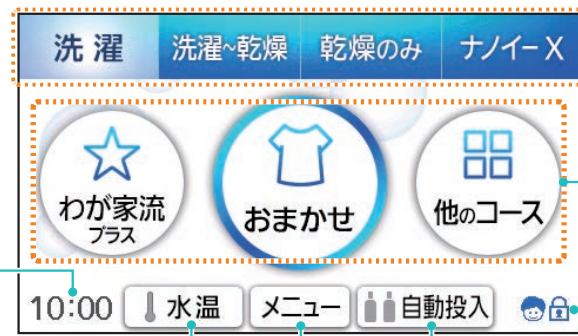 洗濯 洗濯~乾燥 乾燥のみ ナノイーX
わが家流
プラス
おまかせ
他のコース
10:00 水温 メニュー 自動投入